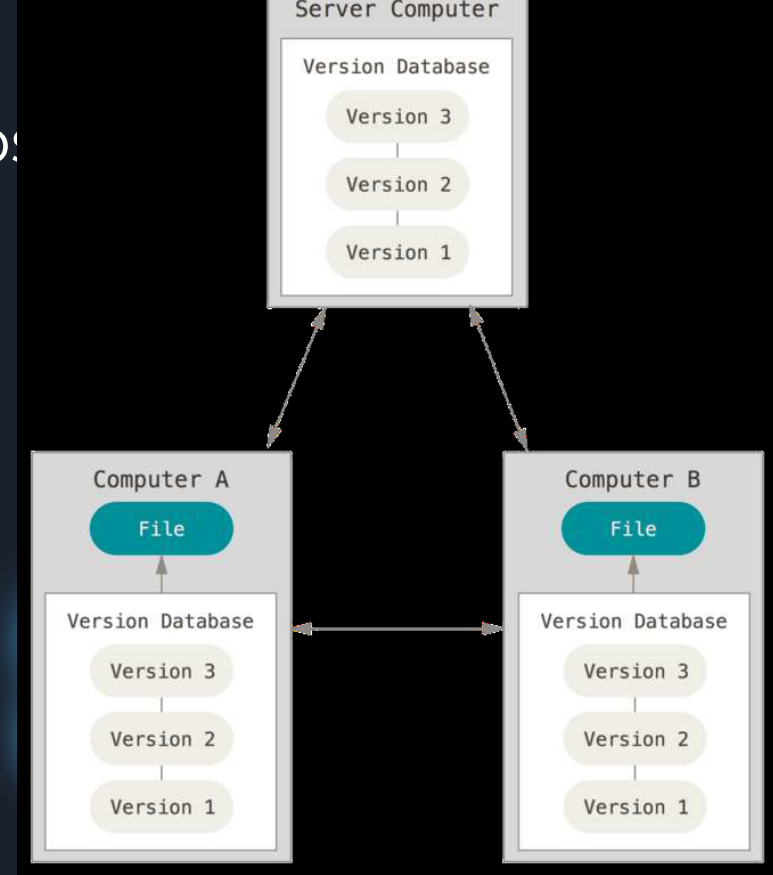 Server Computer
Version Database
Version 3
Version 2
Version 1
Computer A
File
Version Database
Version 3
Version 2
Version 1
Computer B
File
Version Database
Version 3
Version 2
Version 1